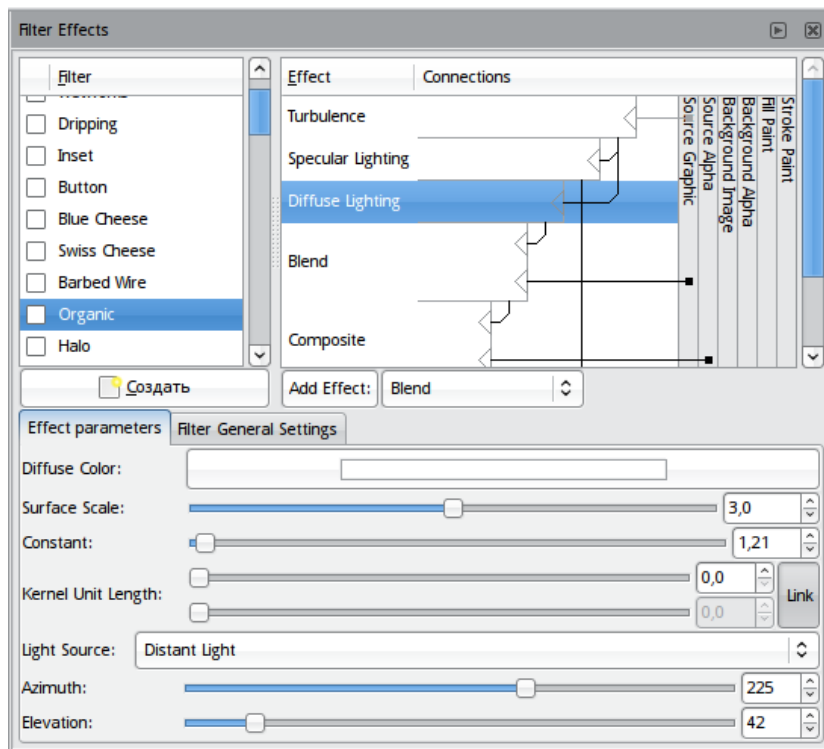 Filter Effects
Filter
Effect Connections
Dripping
Inset
Button
Blue Cheese
Swiss Cheese
Barbed Wire
Organic
Halo
Turbulence
Specular Lighting
Diffuse Lighting
Blend
Composite
Source Graphic
Source Alpha
Background Image
Background Alpha
Fill Paint
Stroke Paint
Создать
Add Effect: Blend
Effect parameters Filter General Settings
Diffuse Color:
Surface Scale: 3,0
Constant: 1,21
Kernel Unit Length: 0,0 Link
0,0
Light Source: Distant Light
Azimuth: 225
Elevation: 42